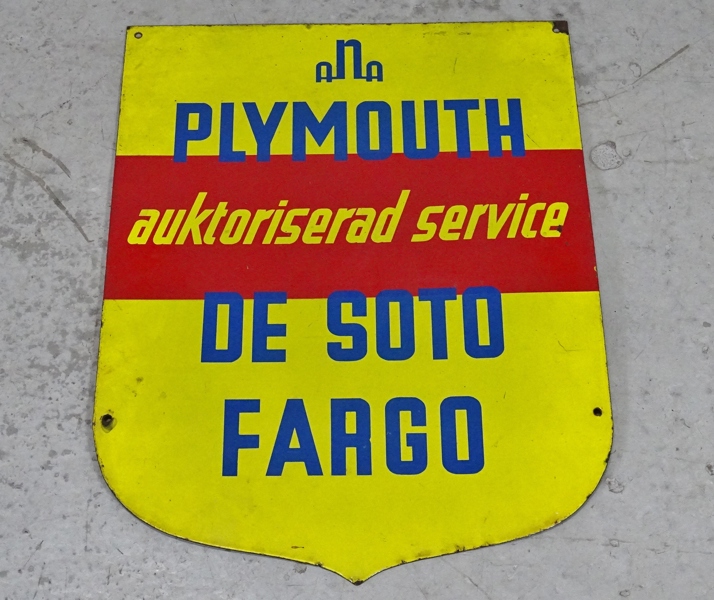 ANA
PLYMOUTH
auktoriserad service
DE SOTO
FARGO